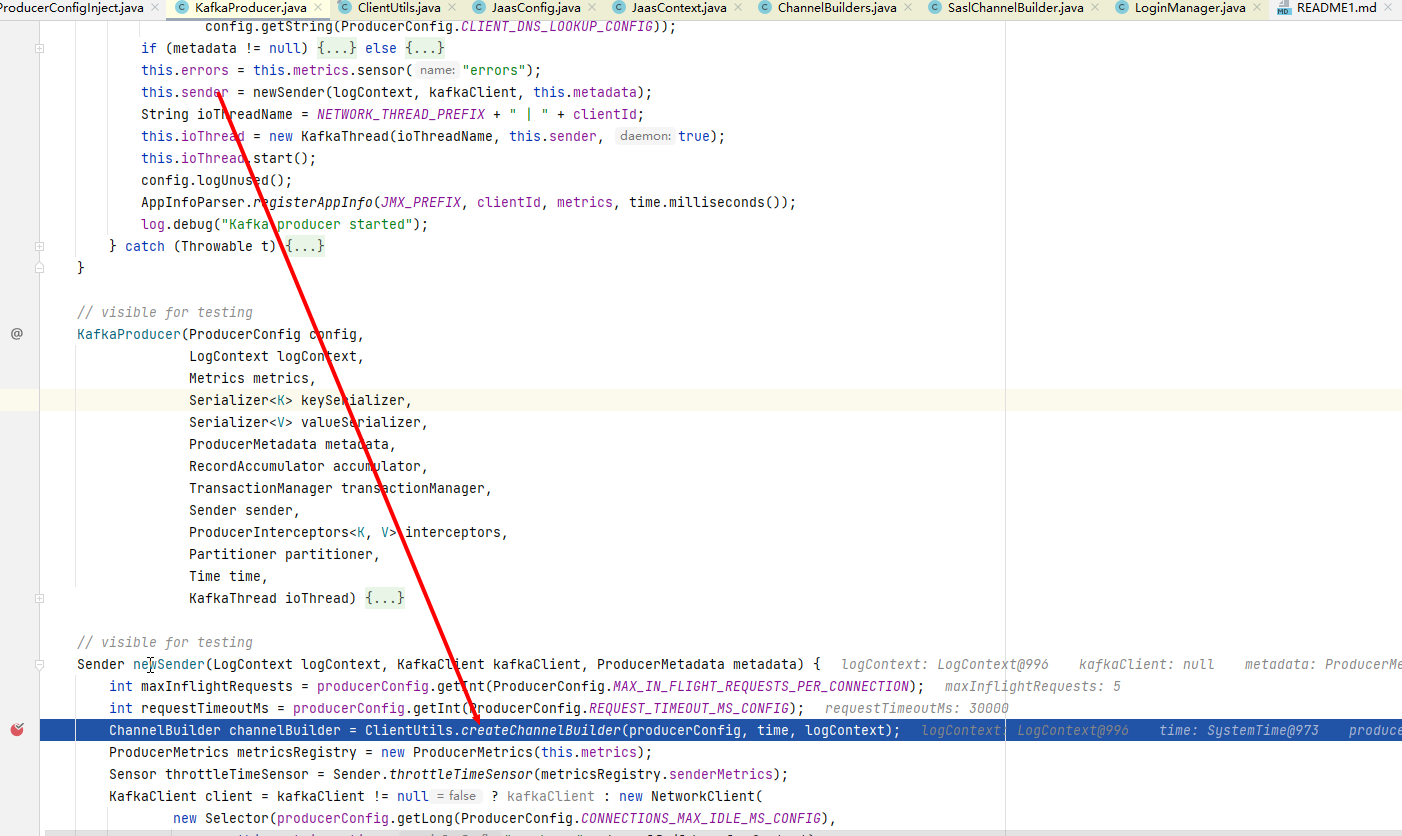 ProducerConfigInject.java KafkaProducer.java ClientUtils.java JaasConfig.java JaasContext.java ChannelBuilders.java SaslChannelBuilder.java LoginManager.java README1.md
config.getString(ProducerConfig.CLIENT_DNS_LOOKUP_CONFIG));
if (metadata != null) {...} else {...}
this.errors = this.metrics.sensor( name: "errors");
this.sender = newSender(logContext, kafkaClient, this.metadata);
String ioThreadName = NETWORK_THREAD_PREFIX + " | " + clientId;
this.ioThread = new KafkaThread(ioThreadName, this.sender, daemon: true);
this.ioThread.start();
config.logUnused();
AppInfoParser.registerAppInfo(JMX_PREFIX, clientId, metrics, time.milliseconds());
log.debug("Kafka producer started");
} catch (Throwable t) {...}
}
// visible for testing
@ KafkaProducer(ProducerConfig config,
LogContext logContext,
Metrics metrics,
Serializer<K> keySerializer,
Serializer<V> valueSerializer,
ProducerMetadata metadata,
RecordAccumulator accumulator,
TransactionManager transactionManager,
Sender sender,
ProducerInterceptors<K, V> interceptors,
Partitioner partitioner,
Time time,
KafkaThread ioThread) {...}
// visible for testing
Sender newSender(LogContext logContext, KafkaClient kafkaClient, ProducerMetadata metadata) { logContext: LogContext@996 kafkaClient: null metadata: ProducerMe
int maxInflightRequests = producerConfig.getInt(ProducerConfig.MAX_IN_FLIGHT_REQUESTS_PER_CONNECTION); maxInflightRequests: 5
int requestTimeoutMs = producerConfig.getInt(ProducerConfig.REQUEST_TIMEOUT_MS_CONFIG); requestTimeoutMs: 30000
ChannelBuilder channelBuilder = ClientUtils.createChannelBuilder(producerConfig, time, logContext); logContext: LogContext@996 time: SystemTime@973 produce
ProducerMetrics metricsRegistry = new ProducerMetrics(this.metrics);
Sensor throttleTimeSensor = Sender.throttleTimeSensor(metricsRegistry.senderMetrics);
KafkaClient client = kafkaClient != null = false ? kafkaClient : new NetworkClient(
new Selector(producerConfig.getLong(ProducerConfig.CONNECTIONS_MAX_IDLE_MS_CONFIG),